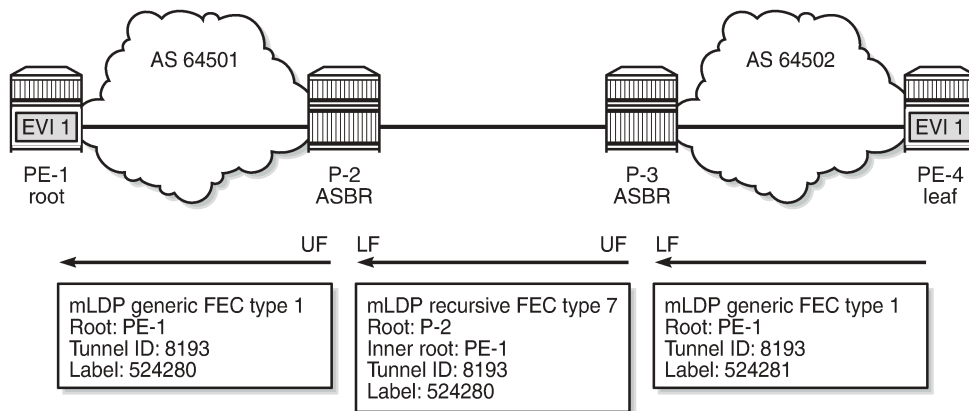 AS 64501
AS 64502
EVI 1
EVI 1
PE-1
root
P-2
ASBR
P-3
ASBR
PE-4
leaf
UF
LF
UF
LF
mLDP generic FEC type 1
Root: PE-1
Tunnel ID: 8193
Label: 524280
mLDP recursive FEC type 7
Root: P-2
Inner root: PE-1
Tunnel ID: 8193
Label: 524280
mLDP generic FEC type 1
Root: PE-1
Tunnel ID: 8193
Label: 524281